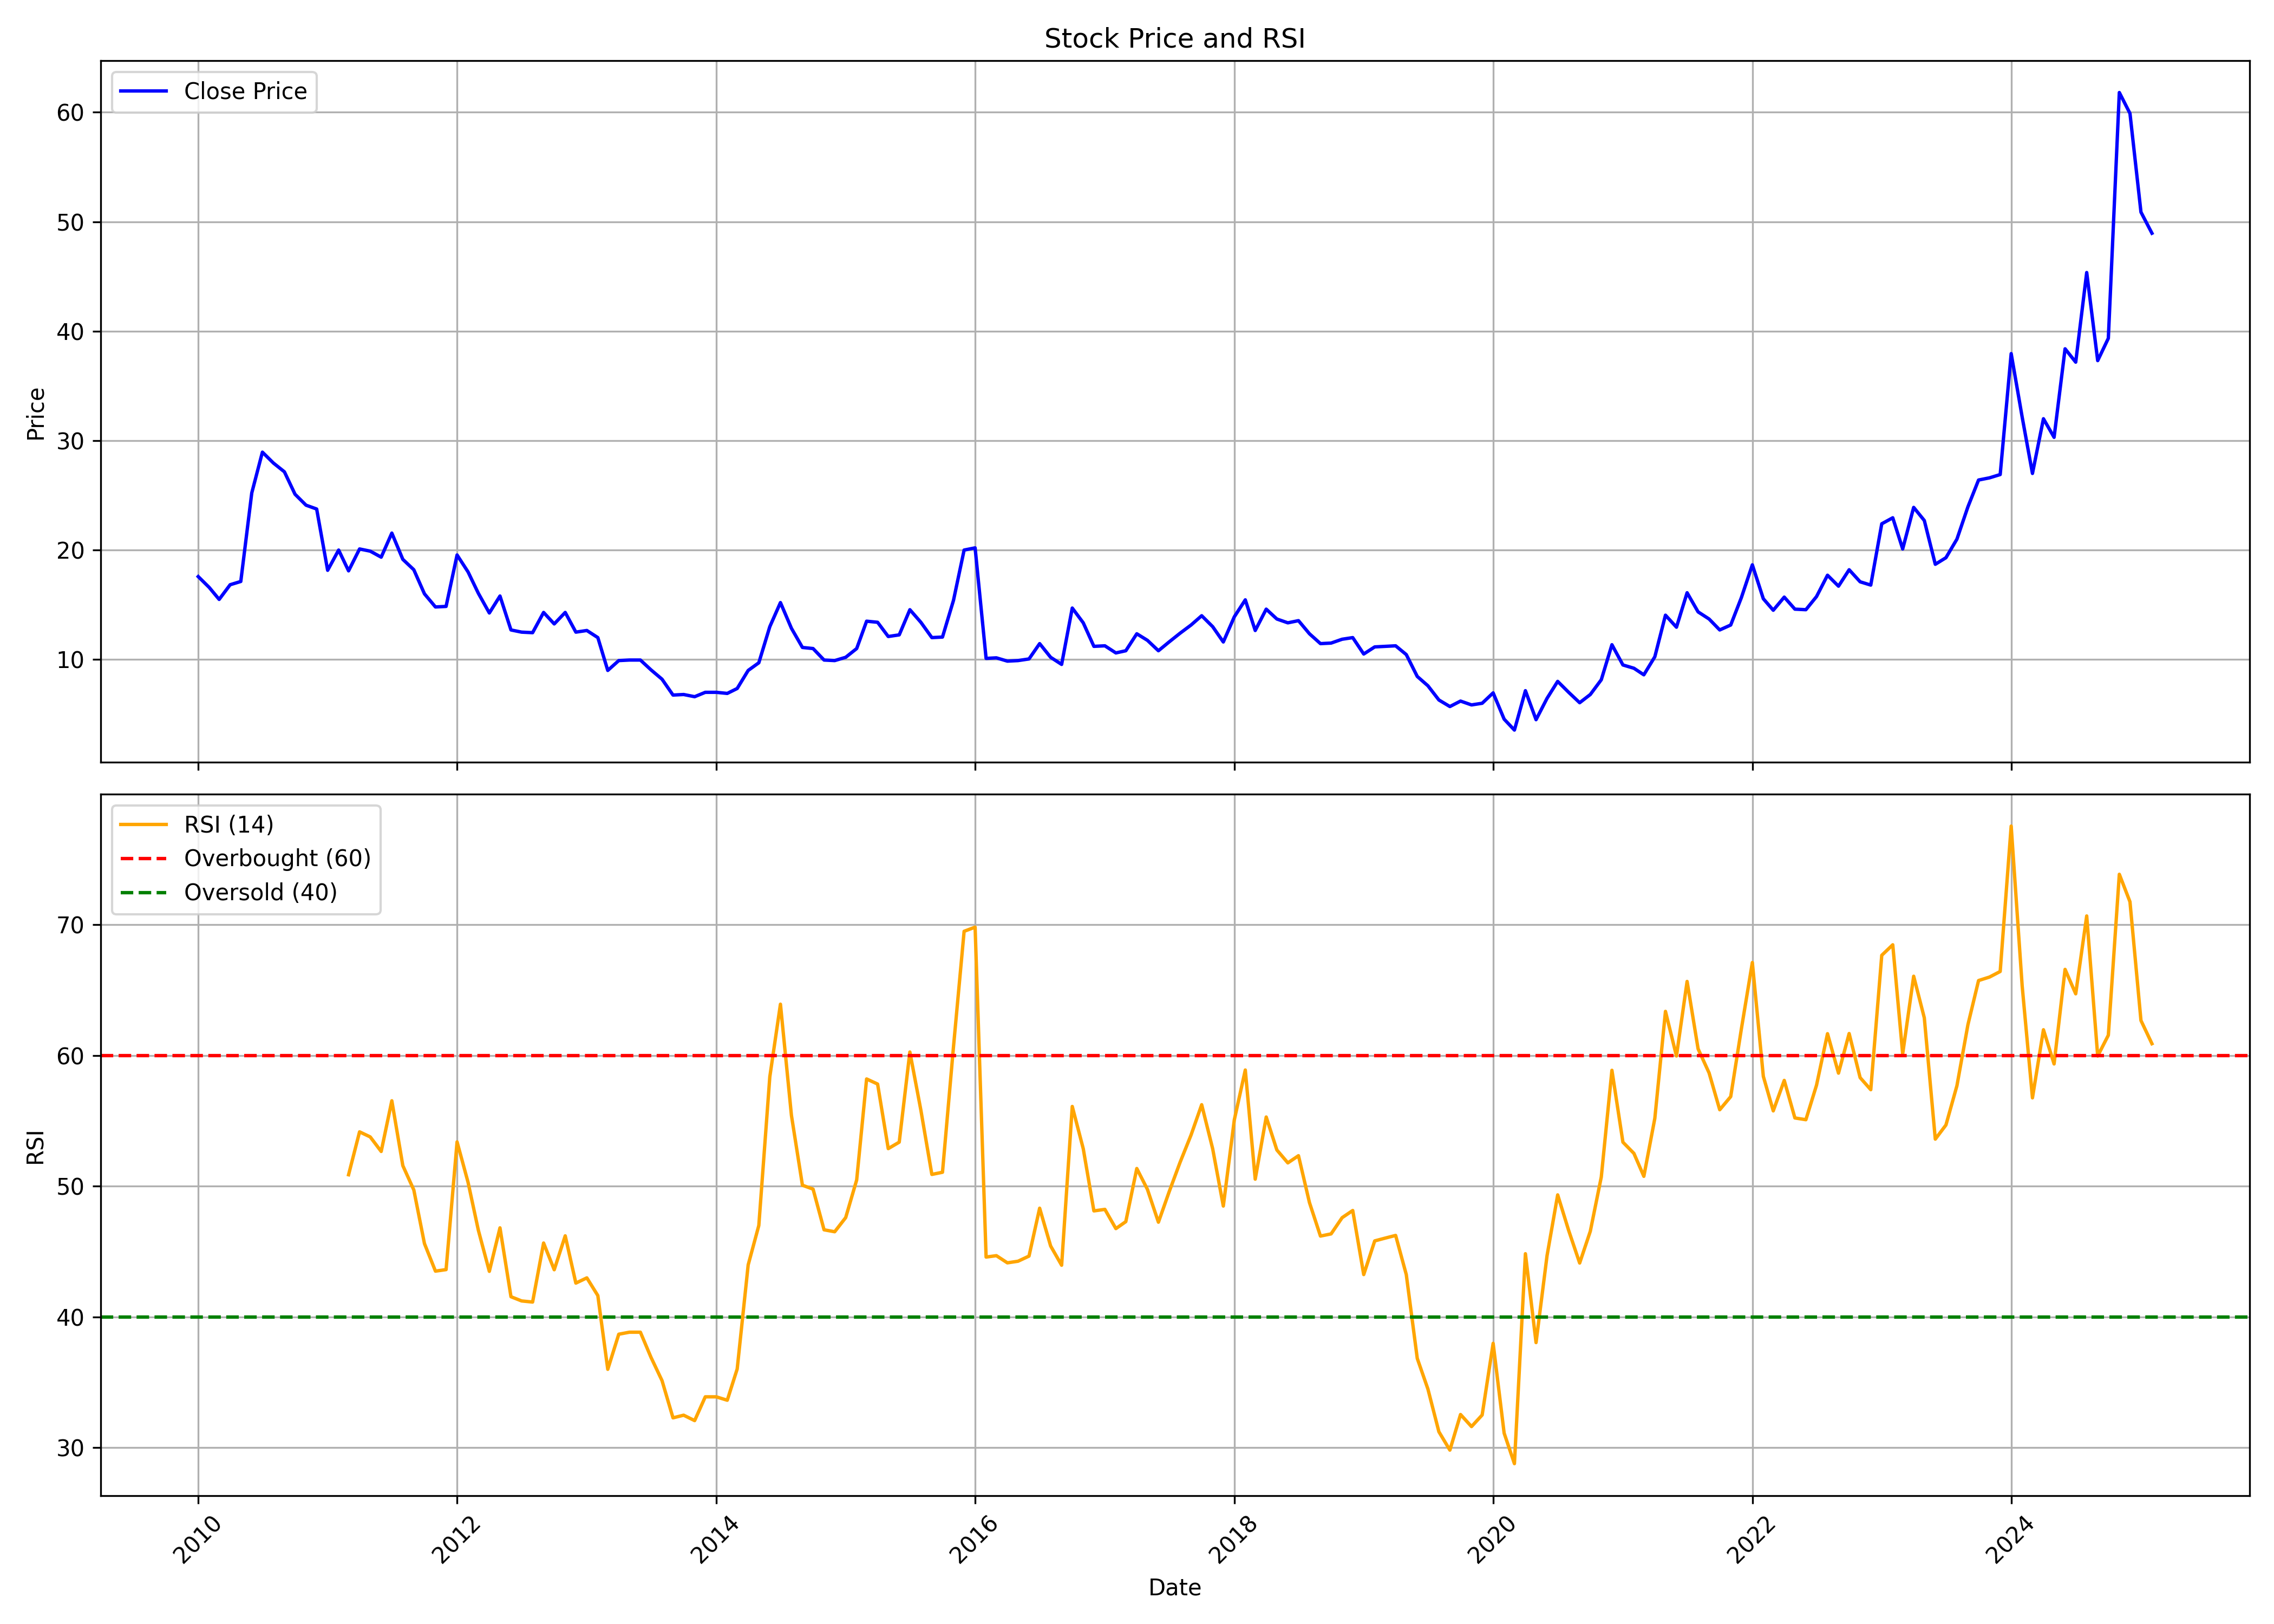 Stock Price and RSI
Close Price
60
50
40
30
20
10
Price
RSI (14)
Overbought (60)
Oversold (40)
70
60
50
40
30
RSI
2010
2012
2014
2016
2018
2020
2022
2024
Date